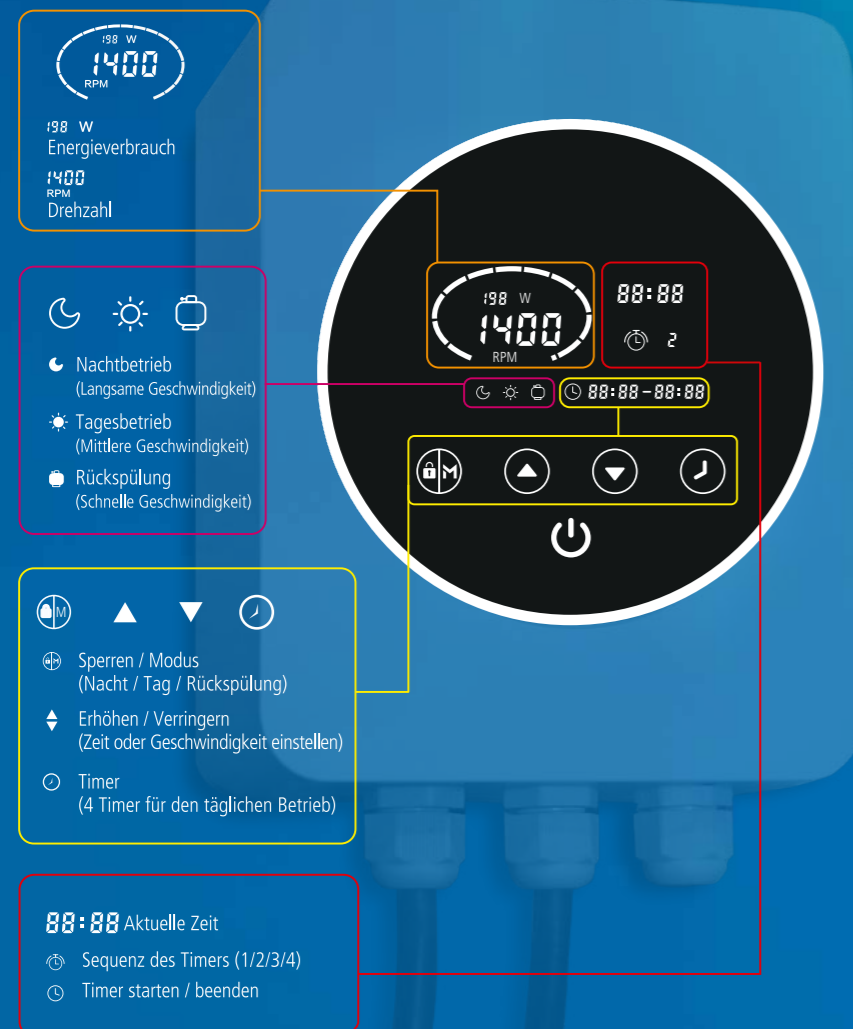 198 W
1400
RPM
198 W
Energieverbrauch
1400
RPM
Drehzahl
Nachtbetrieb
(Langsame Geschwindigkeit)
Tagesbetrieb
(Mittlere Geschwindigkeit)
Rückspülung
(Schnelle Geschwindigkeit)
M
Sperren / Modus
(Nacht / Tag / Rückspülung)
Erhöhen / Verringern
(Zeit oder Geschwindigkeit einstellen)
Timer
(4 Timer für den täglichen Betrieb)
88:88 Aktuelle Zeit
Sequenz des Timers (1/2/3/4)
Timer starten / beenden
198 W
1400
RPM
88:88
2
88:88-88:88
M